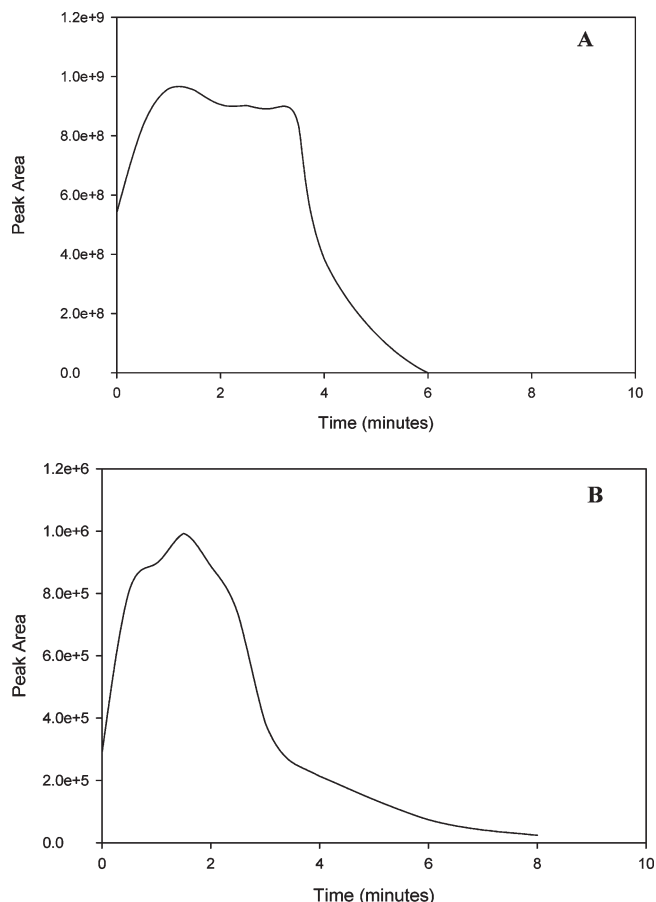 1.2e+9
A
1.0e+9
8.0e+8
6.0e+8
4.0e+8
2.0e+8
0.0
Peak Area
0 2 4 6 8 10
Time (minutes)
1.2e+6
B
1.0e+6
8.0e+5
6.0e+5
4.0e+5
2.0e+5
0.0
Peak Area
0 2 4 6 8 10
Time (minutes)